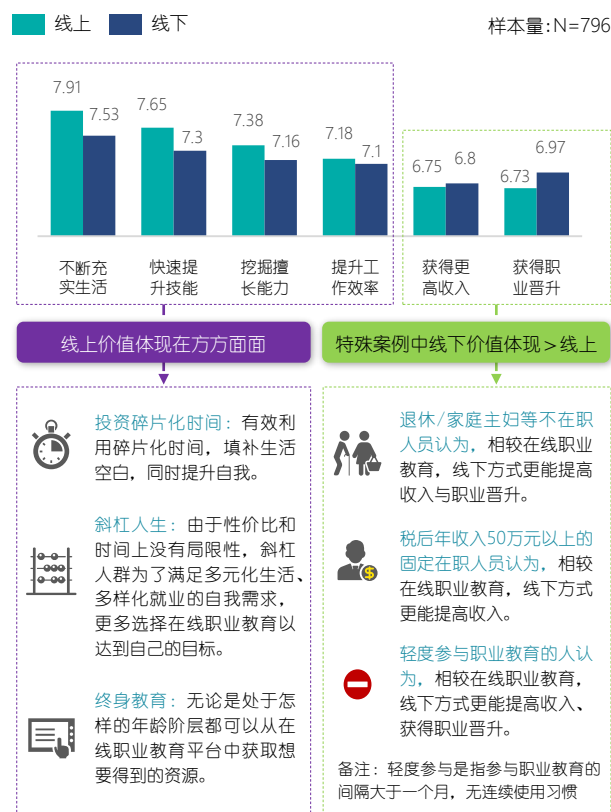 线上 线下 样本量:N=796
7.91 7.53 7.65 7.3 7.38 7.16 7.18 7.1 6.75 6.8 6.73 6.97
不断充
实生活
快速提
升技能
挖掘擅
长能力
提升工
作效率
获得更
高收入
获得职
业晋升
线上价值体现在方方面面
投资碎片化时间：有效利
用碎片化时间，填补生活
空白，同时提升自我。
斜杠人生：由于性价比和
时间上没有局限性，斜杠
人群为了满足多元化生活、
多样化就业的自我需求，
更多选择在线职业教育以
达到自己的目标。
终身教育：无论是处于怎
样的年龄阶层都可以从在
线职业教育平台中获取想
要得到的资源。
特殊案例中线下价值体现＞线上
退休/家庭主妇等不在职
人员认为，相较在线职业
教育，线下方式更能提高
收入与职业晋升。
税后年收入50万元以上的
固定在职人员认为，相较
在线职业教育，线下方式
更能提高收入。
轻度参与职业教育的人认
为，相较在线职业教育，
线下方式更能提高收入、
获得职业晋升。
备注：轻度参与是指参与职业教育的
间隔大于一个月，无连续使用习惯